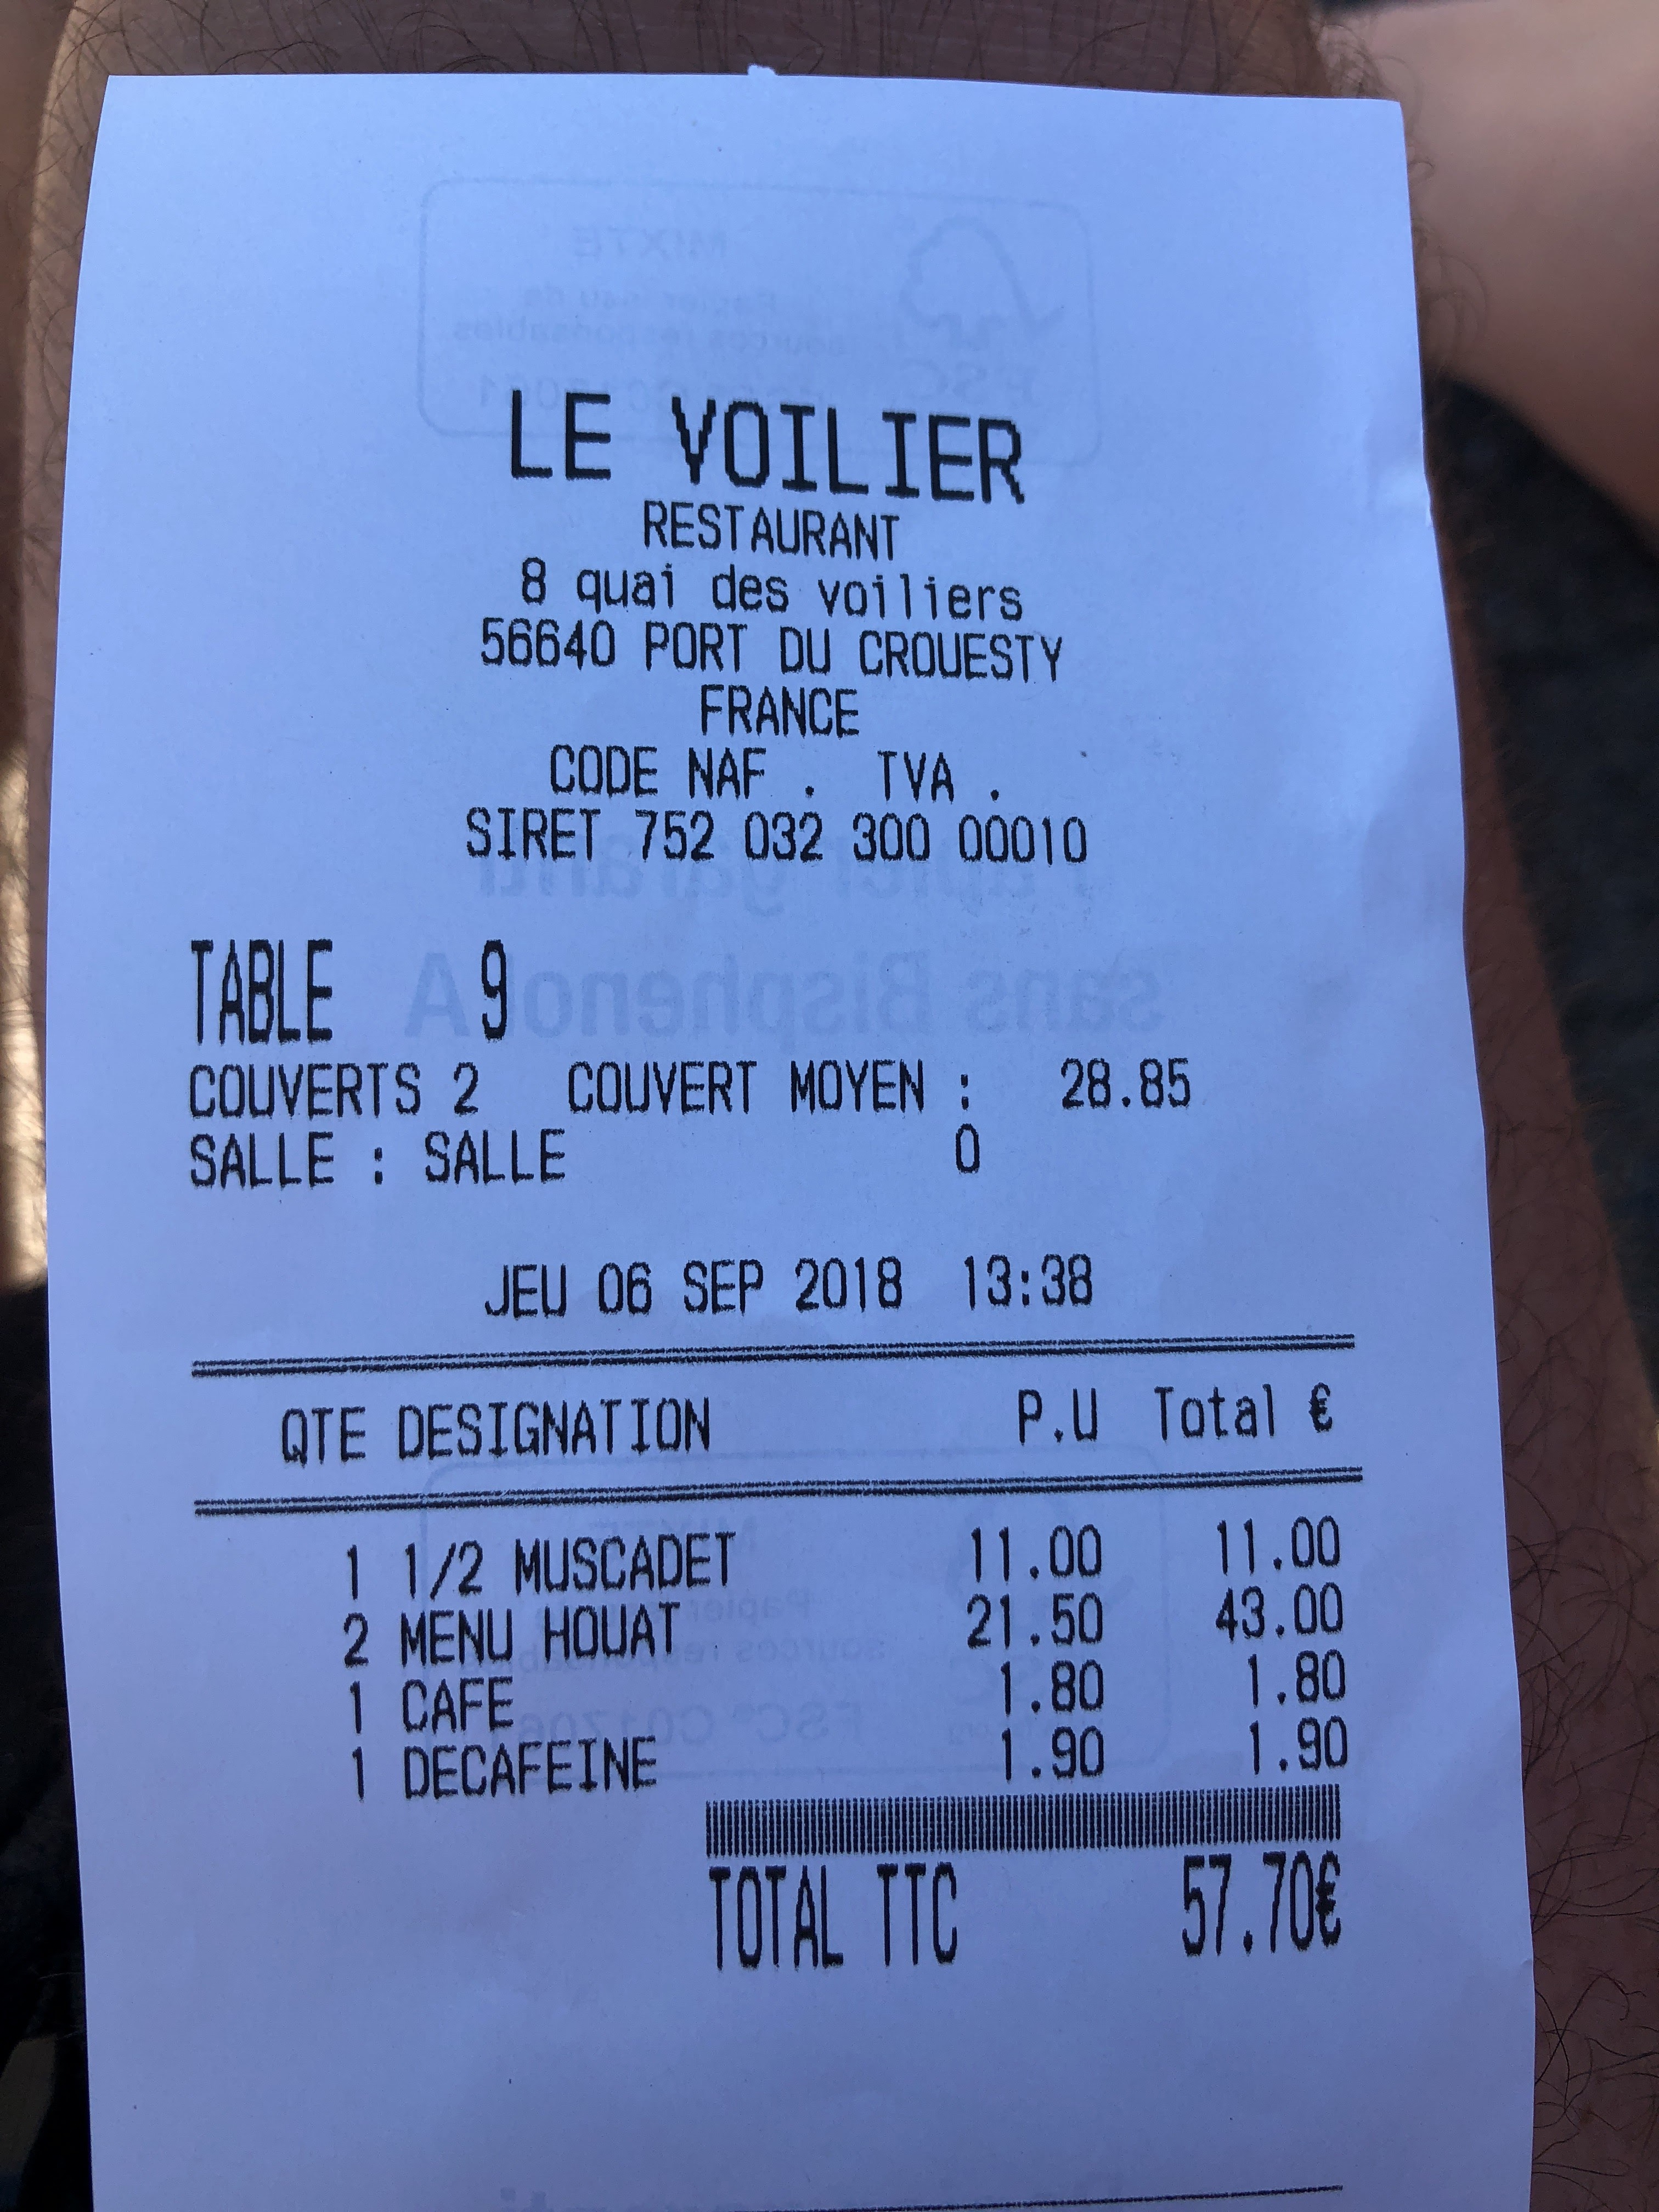 LE VOILIER
RESTAURANT
8 quai des voiliers
56640 PORT DU CROUESTY
FRANCE
CODE NAF . TVA .
SIRET 752 032 300 00010
TABLE 9
COUVERTS 2 COUVERT MOYEN : 28.85
SALLE : SALLE 0
JEU 06 SEP 2018 13:38
QTE DESIGNATION P.U Total €
1 1/2 MUSCADET 11.00 11.00
2 MENU HOUAT 21.50 43.00
1 CAFE 1.80 1.80
1 DECAFEINE 1.90 1.90
TOTAL TTC 57.70€